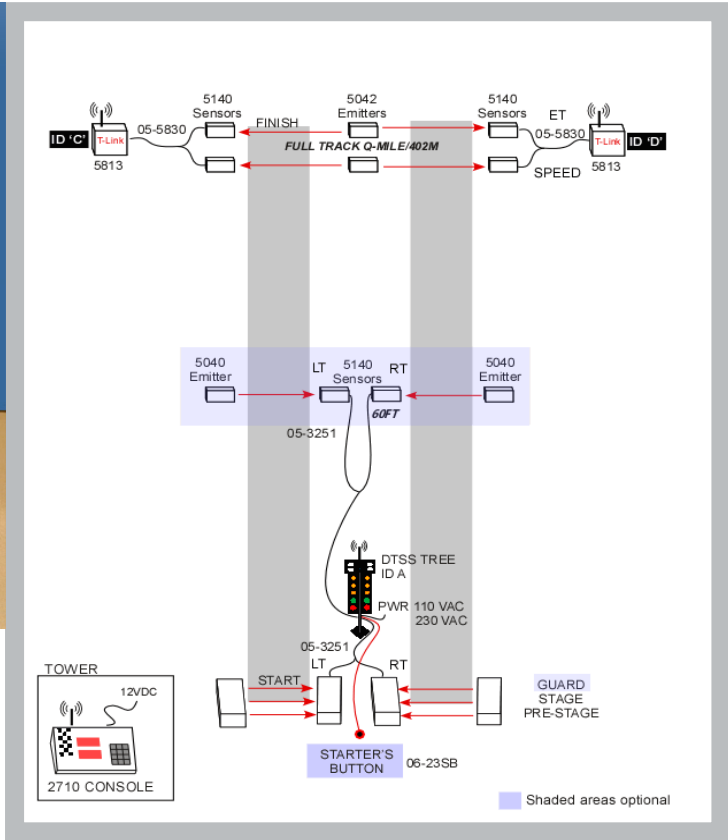 5140
Sensors
5042
Emitters
5140
Sensors
ET
05-5830
FINISH
05-5830
ID 'C'
T-Link
T-Link
ID 'D'
FULL TRACK Q-MILE/402M
5813
5813
SPEED
5040
Emitter
LT
5140
Sensors
RT
5040
Emitter
60FT
05-3251
DTSS TREE
ID A
PWR 110 VAC
230 VAC
05-3251
LT
RT
START
GUARD
STAGE
PRE-STAGE
TOWER
12VDC
2710 CONSOLE
STARTER'S
BUTTON
06-23SB
Shaded areas optional